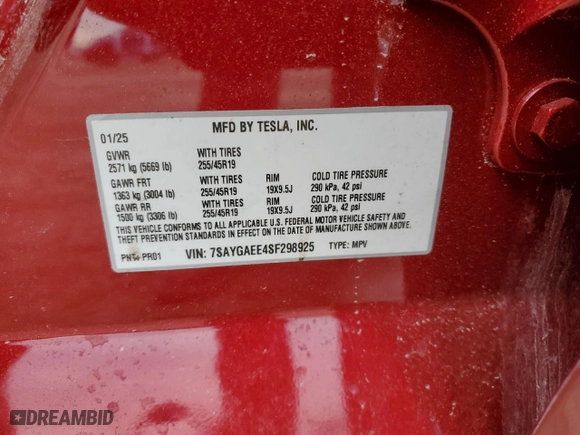 MFD BY TESLA, INC.
01/25
GVWR WITH TIRES
2571 kg (5669 lb) 255/45R19
GAWR FRT WITH TIRES RIM COLD TIRE PRESSURE
1363 kg (3004 lb) 255/45R19 19X9.5J 290 kPa, 42 psi
GAWR RR WITH TIRES RIM COLD TIRE PRESSURE
1500 kg (3306 lb) 255/45R19 19X9.5J 290 kPa, 42 psi
THIS VEHICLE CONFORMS TO ALL APPLICABLE U.S. FEDERAL MOTOR VEHICLE SAFETY AND
THEFT PREVENTION STANDARDS IN EFFECT ON THE DATE OF MANUFACTURE SHOWN ABOVE.
PNT: PR01 VIN: 7SAYGAEE4SF298925 TYPE: MPV
DREAMBID